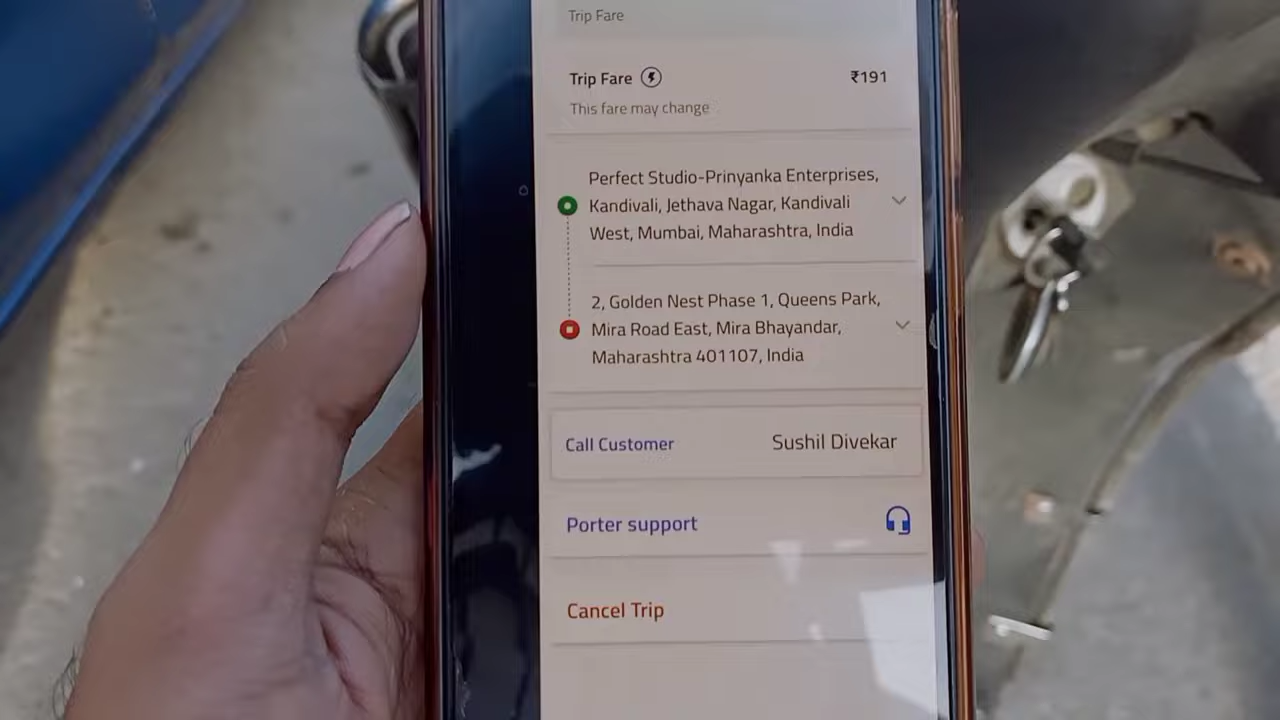 Trip Fare
Trip Fare ₹191
This fare may change
Perfect Studio-Prinyanka Enterprises,
Kandivali, Jethava Nagar, Kandivali
West, Mumbai, Maharashtra, India
2, Golden Nest Phase 1, Queens Park,
Mira Road East, Mira Bhayandar,
Maharashtra 401107, India
Call Customer Sushil Divekar
Porter support
Cancel Trip